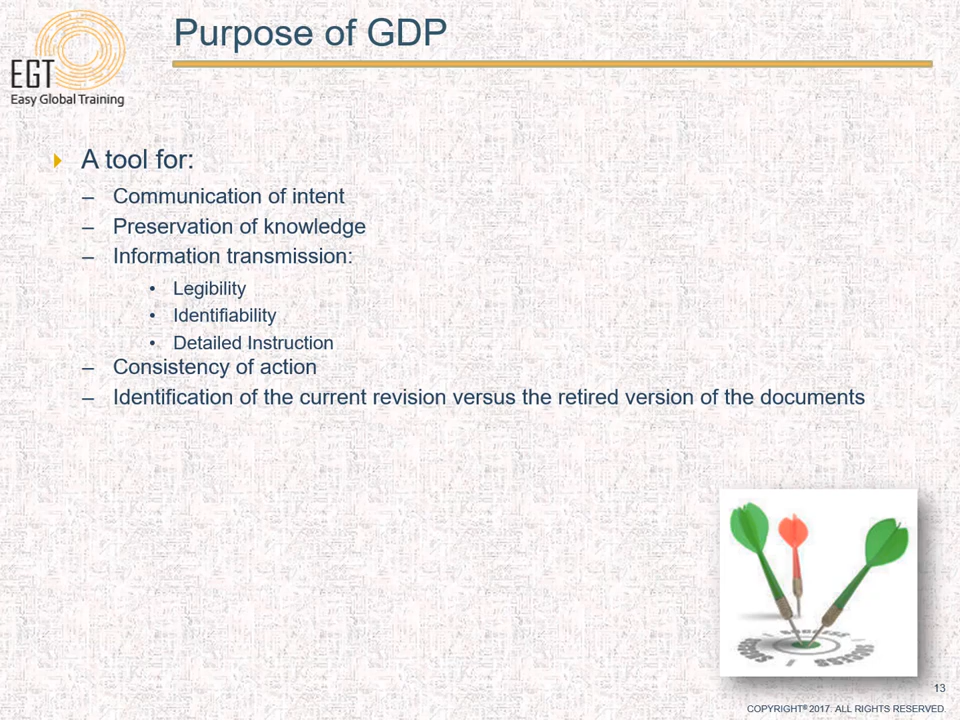 Purpose of GDP
EGT
Easy Global Training
A tool for:
– Communication of intent
– Preservation of knowledge
– Information transmission:
• Legibility
• Identifiability
• Detailed Instruction
– Consistency of action
– Identification of the current revision versus the retired version of the documents
13
COPYRIGHT® 2017. ALL RIGHTS RESERVED.